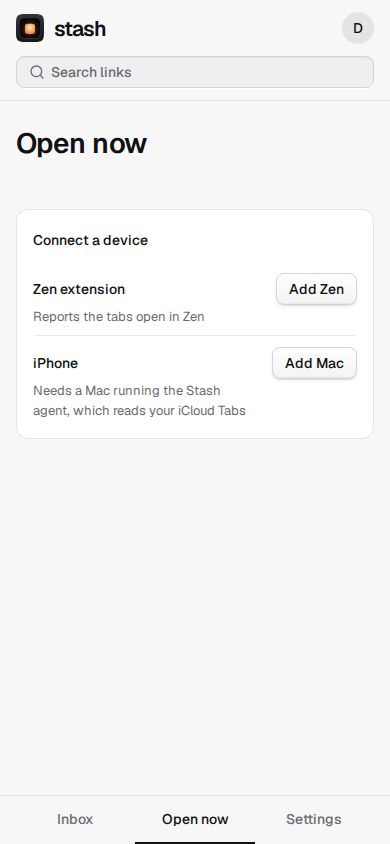 stash
D
Search links
Open now
Connect a device
Zen extension
Add Zen
Reports the tabs open in Zen
iPhone
Add Mac
Needs a Mac running the Stash
agent, which reads your iCloud Tabs
Inbox
Open now
Settings